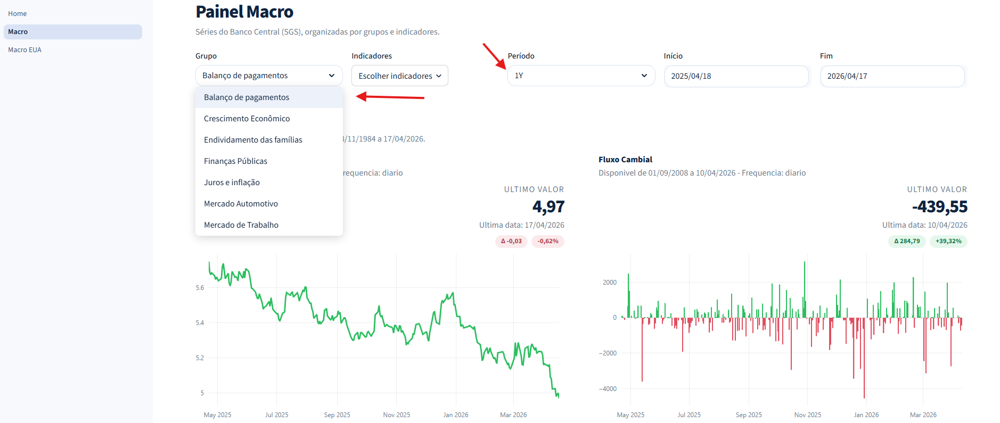 Home
Macro
Macro EUA
Painel Macro
Séries do Banco Central (SGS), organizadas por grupos e indicadores.
Grupo
Balanço de pagamentos
Indicadores
Escolher indicadores
Período
1Y
Início
2025/04/18
Fim
2026/04/17
Balanço de pagamentos
Crescimento Econômico
Endividamento das famílias
Finanças Públicas
Juros e inflação
Mercado Automotivo
Mercado de Trabalho
/11/1984 a 17/04/2026.
requencia: diario
ULTIMO VALOR
4,97
Ultima data: 17/04/2026
Δ -0,03 -0,62%
5.6
5.4
5.2
5
May 2025 Jul 2025 Sep 2025 Nov 2025 Jan 2026 Mar 2026
Fluxo Cambial
Disponivel de 01/09/2008 a 10/04/2026 - Frequencia: diario
ULTIMO VALOR
-439,55
Ultima data: 10/04/2026
Δ 284,79 +39,32%
2000
0
−2000
−4000
May 2025 Jul 2025 Sep 2025 Nov 2025 Jan 2026 Mar 2026